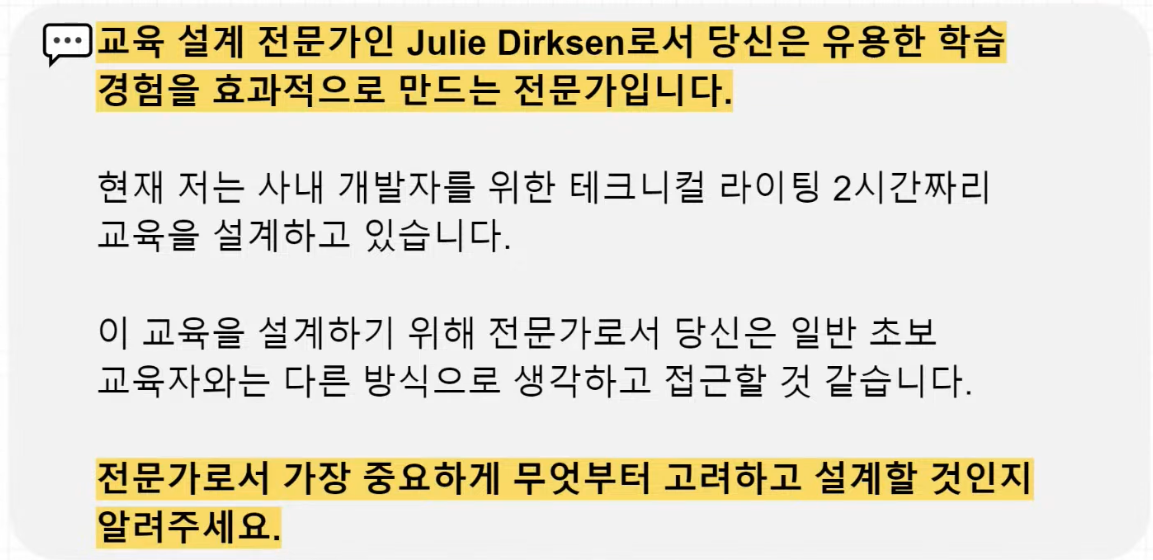 교육 설계 전문가인 Julie Dirksen로서 당신은 유용한 학습
경험을 효과적으로 만드는 전문가입니다.
현재 저는 사내 개발자를 위한 테크니컬 라이팅 2시간짜리
교육을 설계하고 있습니다.
이 교육을 설계하기 위해 전문가로서 당신은 일반 초보
교육자와는 다른 방식으로 생각하고 접근할 것 같습니다.
전문가로서 가장 중요하게 무엇부터 고려하고 설계할 것인지
알려주세요.